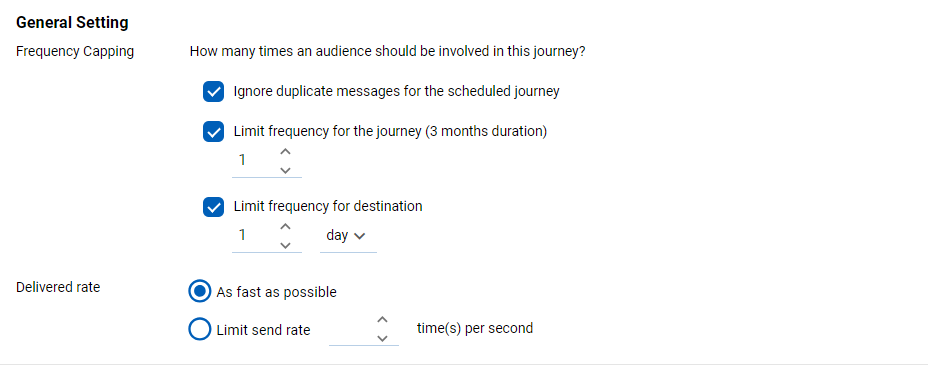 General Setting
Frequency Capping
How many times an audience should be involved in this journey?
Ignore duplicate messages for the scheduled journey
Limit frequency for the journey (3 months duration)
1
Limit frequency for destination
1 day
Delivered rate
As fast as possible
Limit send rate time(s) per second